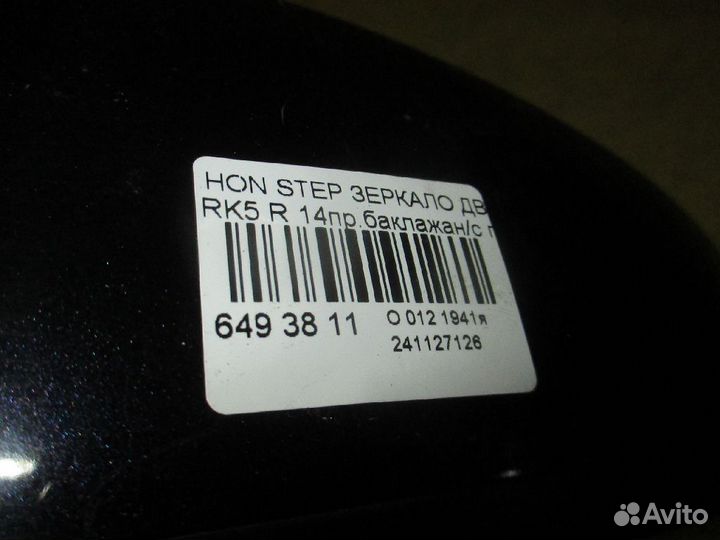 HON STEP ЗЕРКАЛО ДВ
RK5 R 14пр.баклажан/с
649 38 11
О 012 1941я
241127126
Avito